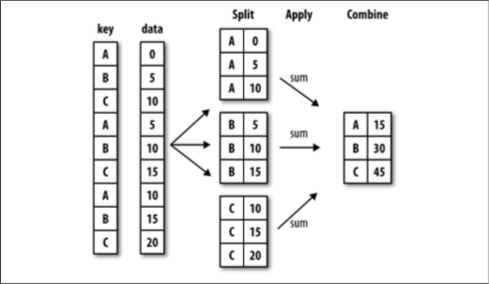 Split Apply Combine
key data
A 0
B 5
C 10
A 5
B 10
C 15
A 10
B 15
C 20
A 0
A 5
A 10
sum
B 5
B 10
B 15
sum
C 10
C 15
C 20
sum
A 15
B 30
C 45